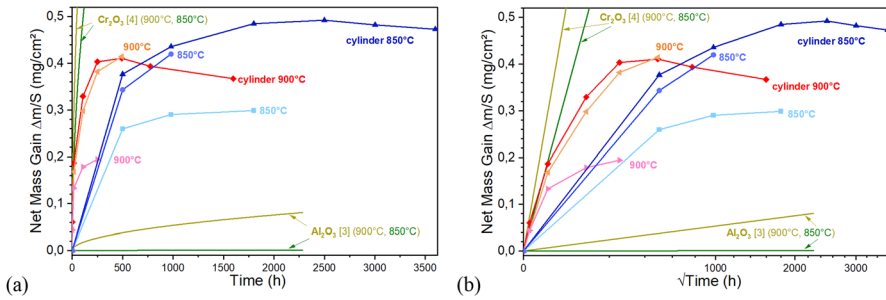 Cr₂O₃ [4] (900°C, 850°C)
0,5
0,4
0,3
0,2
0,1
0,0
Net Mass Gain Δm/S (mg/cm²)
900°C
850°C
cylinder 850°C
cylinder 900°C
850°C
900°C
Al₂O₃ [3] (900°C, 850°C)
0 500 1000 1500 2000 2500 3000 3500
Time (h)
(a)
Cr₂O₃ [4] (900°C, 850°C)
0,5
0,4
0,3
0,2
0,1
0,0
Net Mass Gain Δm/S (mg/cm²)
900°C
850°C
cylinder 850°C
cylinder 900°C
850°C
900°C
Al₂O₃ [3] (900°C, 850°C)
0 1000 2000 3000
√Time (h)
(b)